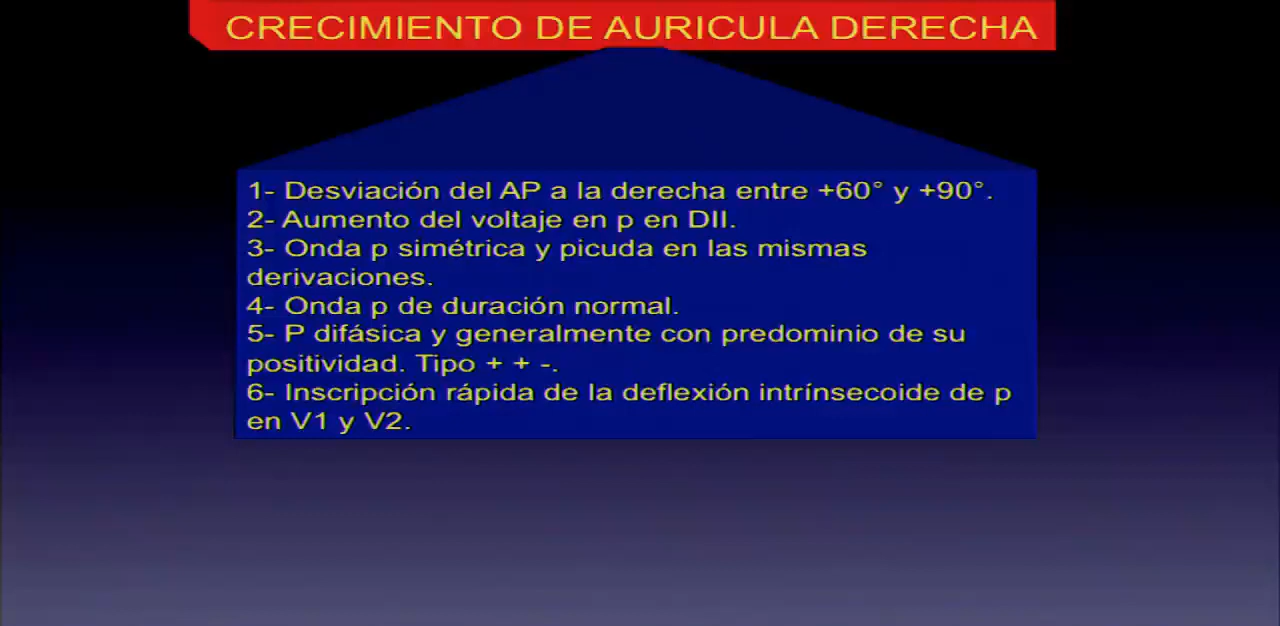 CRECIMIENTO DE AURICULA DERECHA
1- Desviación del AP a la derecha entre +60° y +90°.
2- Aumento del voltaje en p en DII.
3- Onda p simétrica y picuda en las mismas
derivaciones.
4- Onda p de duración normal.
5- P difásica y generalmente con predominio de su
positividad. Tipo + + -.
6- Inscripción rápida de la deflexión intrínsecoide de p
en V1 y V2.